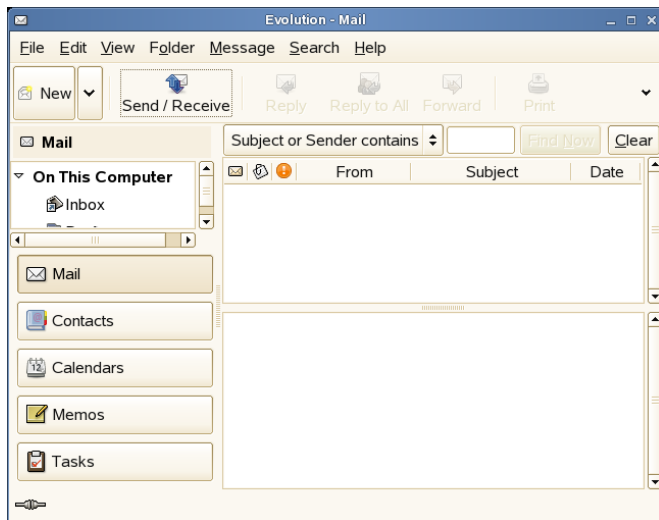 Evolution - Mail
File Edit View Folder Message Search Help
New Send / Receive Reply Reply to All Forward Print
Mail
Subject or Sender contains Find Now Clear
On This Computer
From Subject Date
Inbox
Mail
Contacts
12 Calendars
Memos
Tasks